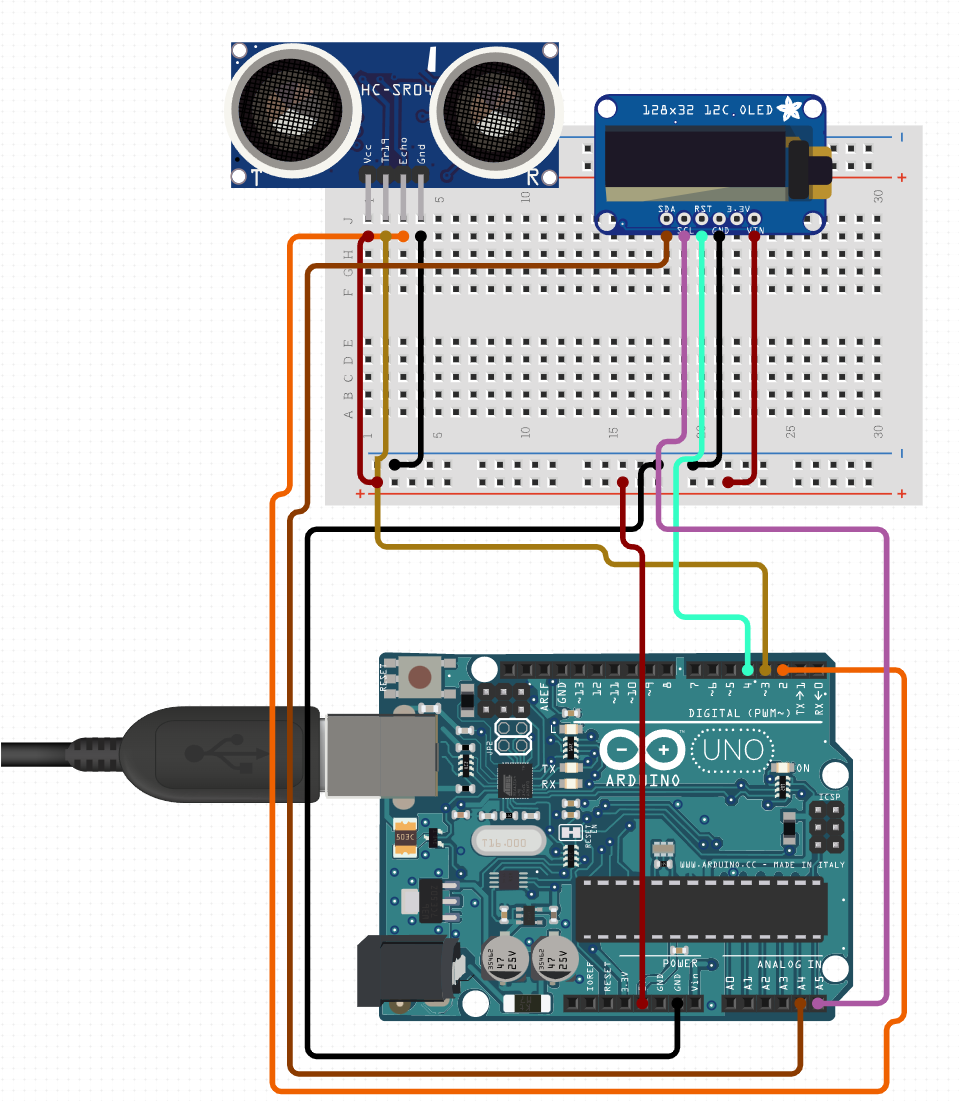 HC-SR04
Vcc
Trig
Echo
Gnd
T
R
128x32 I2C OLED
SDA RST 3.3V
SCL GND VIN
1 5 10 30
J
H
G
F
E
D
C
B
A
1 5 15 20 25 30
RESET
AREF
GND
~13
12
~11
~10
~9
8
7
~6
~5
4
~3
2
TX→1
RX←0
DIGITAL (PWM~)
L
TX
RX
ARDUINO
UNO
ON
ICSP
RESET
T16.000
WWW.ARDUINO.CC - MADE IN ITALY
POWER
ANALOG IN
IOREF
RESET
3.3V
GND
GND
Vin
A0
A1
A2
A3
A4
A5
47
25V
47
25V